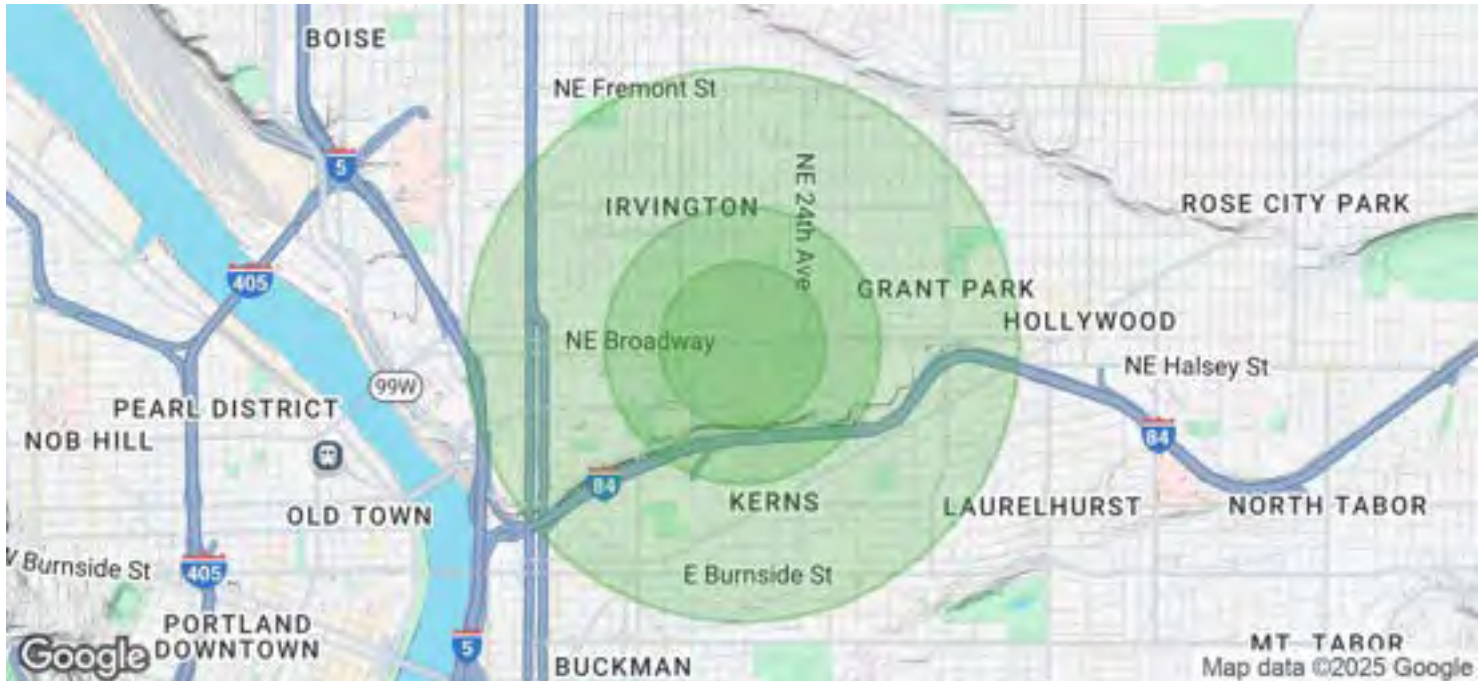 BOISE
NE Fremont St
5
IRVINGTON
NE 24th Ave
ROSE CITY PARK
405
GRANT PARK
HOLLYWOOD
NE Broadway
NE Halsey St
99W
PEARL DISTRICT
NOB HILL
84
84
KERNS
LAURELHURST
NORTH TABOR
OLD TOWN
W Burnside St
405
E Burnside St
PORTLAND
DOWNTOWN
5
MT. TABOR
BUCKMAN
Google
Map data ©2025 Google